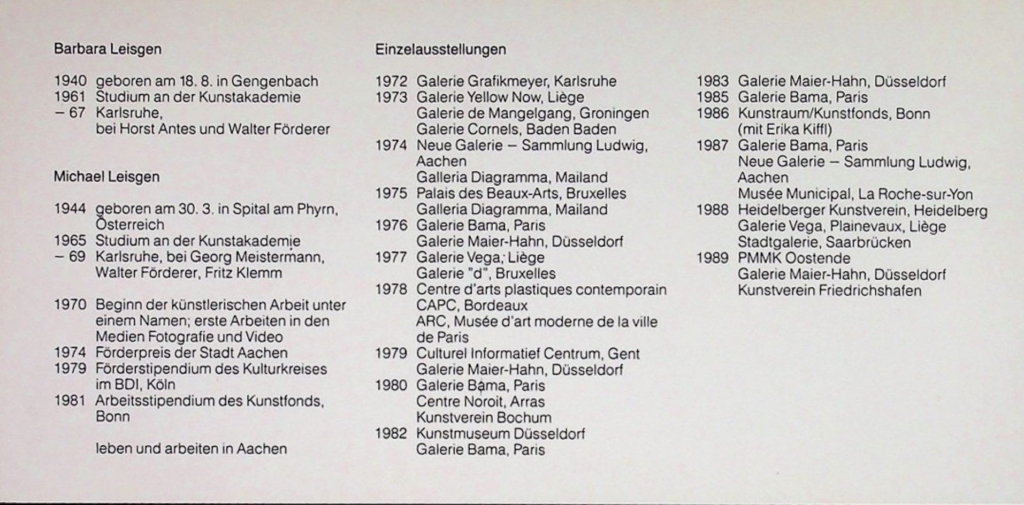 Barbara Leisgen
1940 geboren am 18. 8. in Gengenbach
1961 Studium an der Kunstakademie
– 67 Karlsruhe,
bei Horst Antes und Walter Förderer
Michael Leisgen
1944 geboren am 30. 3. in Spital am Phyrn,
Österreich
1965 Studium an der Kunstakademie
– 69 Karlsruhe, bei Georg Meistermann,
Walter Förderer, Fritz Klemm
1970 Beginn der künstlerischen Arbeit unter
einem Namen; erste Arbeiten in den
Medien Fotografie und Video
1974 Förderpreis der Stadt Aachen
1979 Förderstipendium des Kulturkreises
im BDI, Köln
1981 Arbeitsstipendium des Kunstfonds,
Bonn
leben und arbeiten in Aachen
Einzelausstellungen
1972 Galerie Grafikmeyer, Karlsruhe
1973 Galerie Yellow Now, Liège
Galerie de Mangelgang, Groningen
Galerie Cornels, Baden Baden
1974 Neue Galerie – Sammlung Ludwig,
Aachen
Galleria Diagramma, Mailand
1975 Palais des Beaux-Arts, Bruxelles
Galleria Diagramma, Mailand
1976 Galerie Bama, Paris
Galerie Maier-Hahn, Düsseldorf
1977 Galerie Vega, Liège
Galerie "d", Bruxelles
1978 Centre d'arts plastiques contemporain
CAPC, Bordeaux
ARC, Musée d'art moderne de la ville
de Paris
1979 Culturel Informatief Centrum, Gent
Galerie Maier-Hahn, Düsseldorf
1980 Galerie Bama, Paris
Centre Noroit, Arras
Kunstverein Bochum
1982 Kunstmuseum Düsseldorf
Galerie Bama, Paris
1983 Galerie Maier-Hahn, Düsseldorf
1985 Galerie Bama, Paris
1986 Kunstraum/Kunstfonds, Bonn
(mit Erika Kiffl)
1987 Galerie Bama, Paris
Neue Galerie – Sammlung Ludwig,
Aachen
Musée Municipal, La Roche-sur-Yon
1988 Heidelberger Kunstverein, Heidelberg
Galerie Vega, Plainevaux, Liège
Stadtgalerie, Saarbrücken
1989 PMMK Oostende
Galerie Maier-Hahn, Düsseldorf
Kunstverein Friedrichshafen